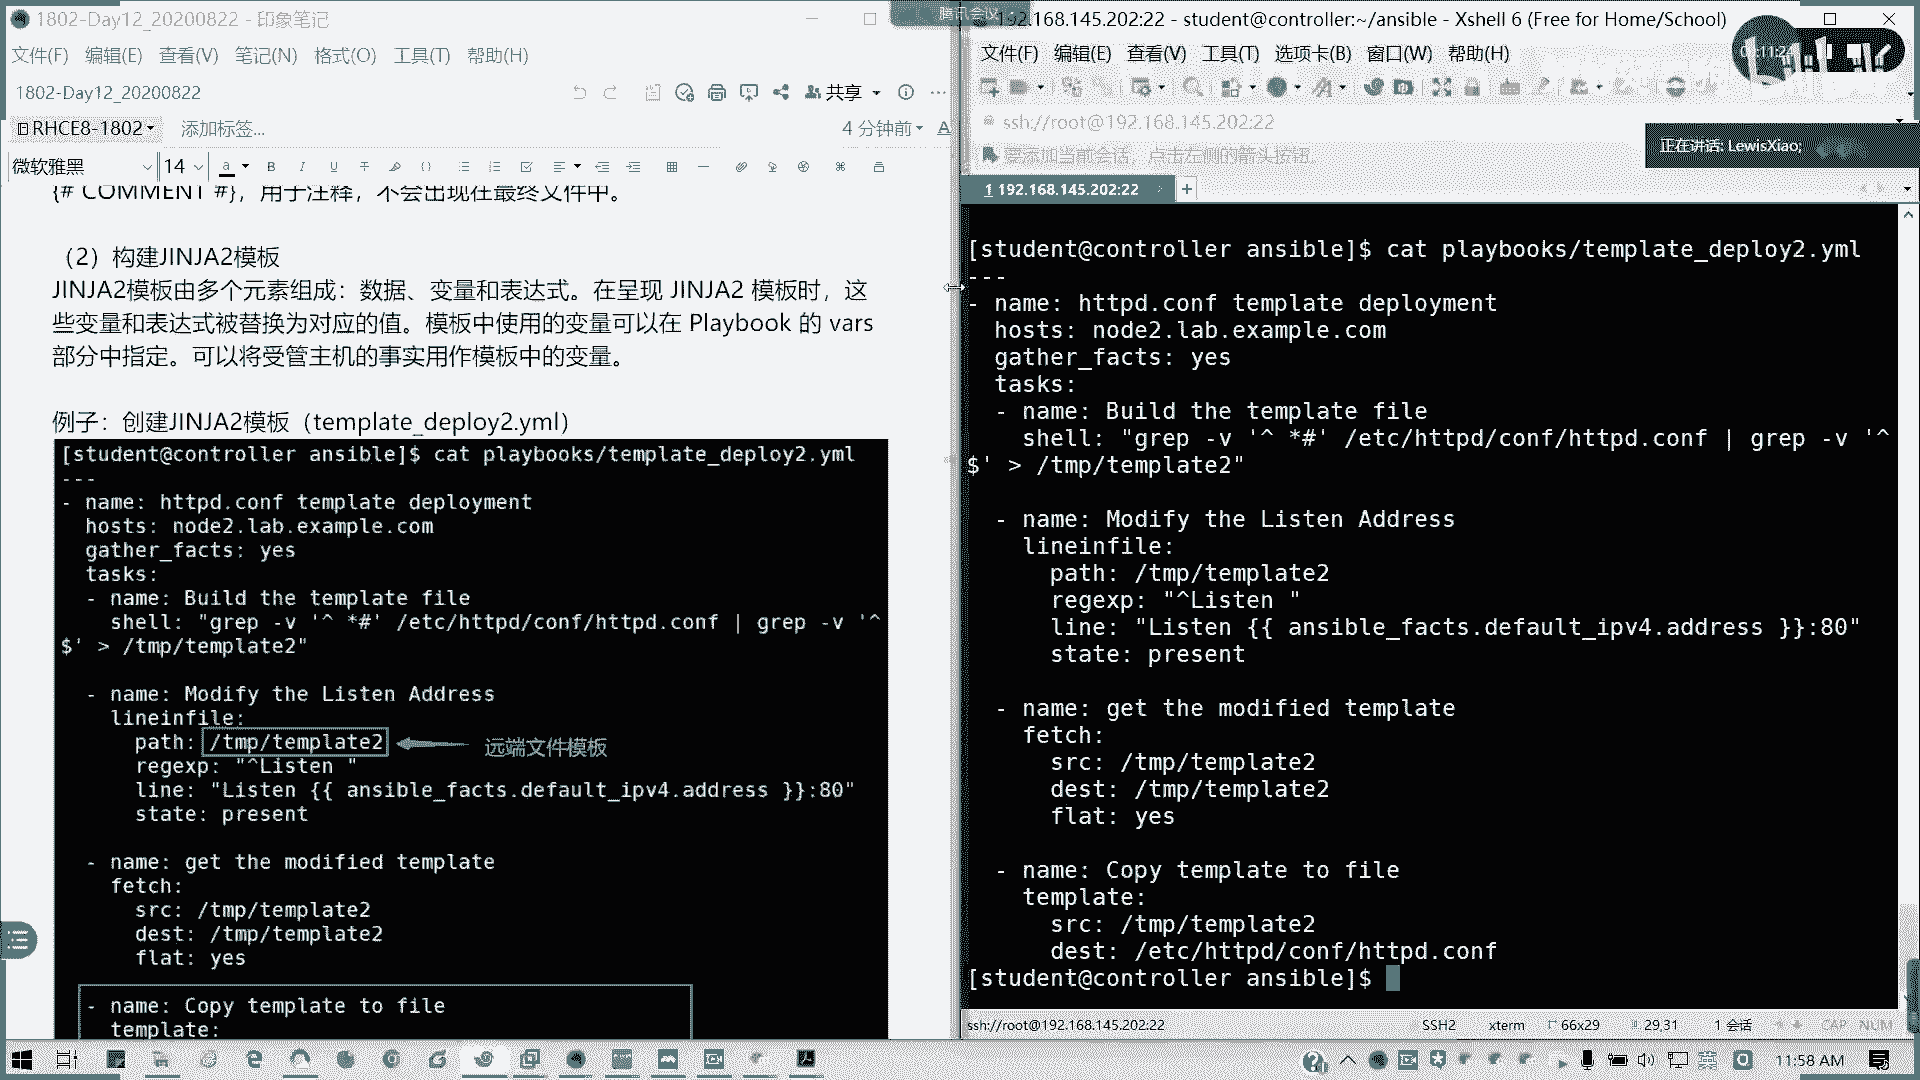 1802-Day12_20200822 - 印象笔记
文件(F) 编辑(E) 查看(V) 笔记(N) 格式(O) 工具(T) 帮助(H)
1802-Day12_20200822
共享
RHCE8-1802
添加标签...
4 分钟前
微软雅黑
14
{# COMMENT #}，用于注释，不会出现在最终文件中。
（2）构建JINJA2模板
JINJA2模板由多个元素组成：数据、变量和表达式。在呈现 JINJA2 模板时，这
些变量和表达式被替换为对应的值。模板中使用的变量可以在 Playbook 的 vars
部分中指定。可以将受管主机的事实用作模板中的变量。
例子：创建JINJA2模板（template_deploy2.yml）
[student@controller ansible]$ cat playbooks/template_deploy2.yml
---
- name: httpd.conf template deployment
  hosts: node2.lab.example.com
  gather_facts: yes
  tasks:
  - name: Build the template file
    shell: "grep -v '^ *#' /etc/httpd/conf/httpd.conf | grep -v '^
$' > /tmp/template2"
  - name: Modify the Listen Address
    lineinfile:
      path: /tmp/template2
远端文件模板
      regexp: "^Listen "
      line: "Listen {{ ansible_facts.default_ipv4.address }}:80"
      state: present
  - name: get the modified template
    fetch:
      src: /tmp/template2
      dest: /tmp/template2
      flat: yes
  - name: Copy template to file
    template:
腾讯会议
192.168.145.202:22 - student@controller:~/ansible - Xshell 6 (Free for Home/School)
文件(F) 编辑(E) 查看(V) 工具(T) 选项卡(B) 窗口(W) 帮助(H)
ssh://root@192.168.145.202:22
要添加当前会话，点击左侧的箭头按钮。
正在讲话: LewisXiao;
1 192.168.145.202:22
[student@controller ansible]$ cat playbooks/template_deploy2.yml
---
- name: httpd.conf template deployment
  hosts: node2.lab.example.com
  gather_facts: yes
  tasks:
  - name: Build the template file
    shell: "grep -v '^ *#' /etc/httpd/conf/httpd.conf | grep -v '^
$' > /tmp/template2"
  - name: Modify the Listen Address
    lineinfile:
      path: /tmp/template2
      regexp: "^Listen "
      line: "Listen {{ ansible_facts.default_ipv4.address }}:80"
      state: present
  - name: get the modified template
    fetch:
      src: /tmp/template2
      dest: /tmp/template2
      flat: yes
  - name: Copy template to file
    template:
      src: /tmp/template2
      dest: /etc/httpd/conf/httpd.conf
[student@controller ansible]$
ssh://root@192.168.145.202:22
SSH2
xterm
66x29
29,31
1 会话
CAP NUM
英
11:58 AM